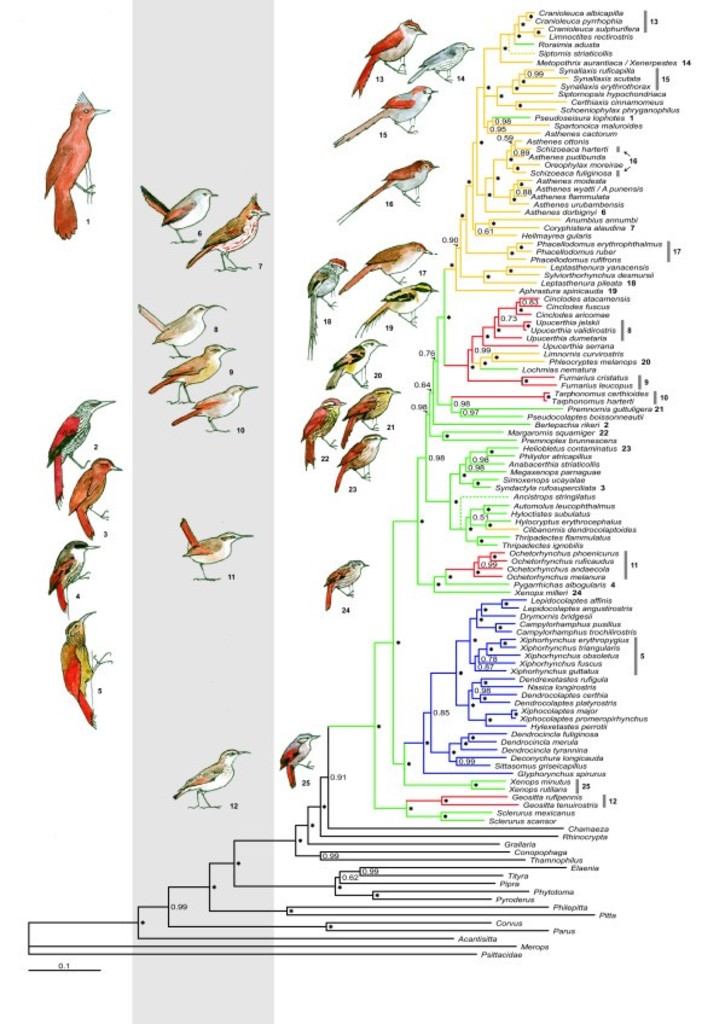 Cranioleuca albicapilla
Cranioleuca pyrrhophia
Cranioleuca sulphurifera
13
Limnoctites rectirostris
Roraimia adusta
Siptornis striaticollis
Metopothrix aurantiaca / Xenerpestes 14
0.99
Synallaxis ruficapilla
Synallaxis scutata
15
Synallaxis erythrothorax
Siptornopsis hypochondriaca
Certhiaxis cinnamomeus
Schoeniophylax phryganophilus
0.98
Pseudoseisura lophotes 1
0.95
Spartonoica maluroides
Asthenes cactorum
0.59
Asthenes ottonis
0.89
Schizoeaca harterti
Asthenes pudibunda
16
Oreophylax moreirae
Schizoeaca fuliginosa
Asthenes modesta
0.88
Asthenes wyatti / A punensis
Asthenes flammulata
Asthenes urubambensis
Asthenes dorbignyi 6
Anumbius annumbi
0.61
Coryphistera alaudina 7
Hellmayrea gularis
0.90
Phacellodomus erythrophthalmus
Phacellodomus ruber
17
Phacellodomus rufifrons
Leptasthenura yanacensis
Sylviorthorhynchus desmursii
Leptasthenura pileata 18
Aphrastura spinicauda 19
0.83
Cinclodes atacamensis
Cinclodes fuscus
Cinclodes aricomae
0.73
Upucerthia jelskii
Upucerthia validirostris
8
Upucerthia dumetaria
Upucerthia serrana
0.99
Limnornis curvirostris
0.76
Phleocryptes melanops 20
Lochmias nematura
Furnarius cristatus
9
Furnarius leucopus
0.64
Tarphonomus certhioides
10
0.98
Tarphonomus harterti
0.98
0.97
Premnornis guttuligera 21
Pseudocolaptes boissonneautii
Berlepschia rikeri 2
Margarornis squamiger 22
Premnoplex brunnescens
Heliobletus contaminatus 23
0.98
0.98
Philydor atricapillus
0.98
Anabacerthia striaticollis
Megaxenops parnaguae
Simoxenops ucayalae
Syndactyla rufosuperciliata 3
Ancistrops strigilatus
Automolus leucophthalmus
Hyloctistes subulatus
0.51
Hylocryptus erythrocephalus
Clibanornis dendrocolaptoides
Thripadectes flammulatus
Thripadectes ignobilis
Ochetorhynchus phoenicurus
Ochetorhynchus ruficaudus
11
0.99
Ochetorhynchus andaecola
Ochetorhynchus melanura
Pygarrhichas albogularis 4
Xenops milleri 24
Lepidocolaptes affinis
Lepidocolaptes angustirostris
Drymornis bridgesii
Campylorhamphus pusillus
Campylorhamphus trochilirostris
Xiphorhynchus erythropygius
Xiphorhynchus triangularis
5
0.78
Xiphorhynchus obsoletus
0.87
Xiphorhynchus fuscus
Xiphorhynchus guttatus
Dendrexetastes rufigula
0.98
Nasica longirostris
Dendrocolaptes certhia
Dendrocolaptes platyrostris
0.85
Xiphocolaptes major
Xiphocolaptes promeropirhynchus
Hylexetastes perrotii
Dendrocincla fuliginosa
Dendrocincla merula
Dendrocincla tyrannina
Deconychura longicauda
0.99
Sittasomus griseicapillus
Glyphorynchus spirurus
Xenops minutus
25
Xenops rutilans
Geositta rufipennis
12
Geositta tenuirostris
Sclerurus mexicanus
Sclerurus scansor
0.91
Chamaeza
Rhinocrypta
Grallaria
Conopophaga
0.99
Thamnophilus
Elaenia
0.99
0.62
Tityra
Pipra
Phytotoma
Pyroderus
0.99
Philepitta
Pitta
Corvus
Parus
Acantisitta
Merops
Psittacidae
0.1
1
2
3
4
5
6
7
8
9
10
11
12
13
14
15
16
17
18
19
20
21
22
23
24
25